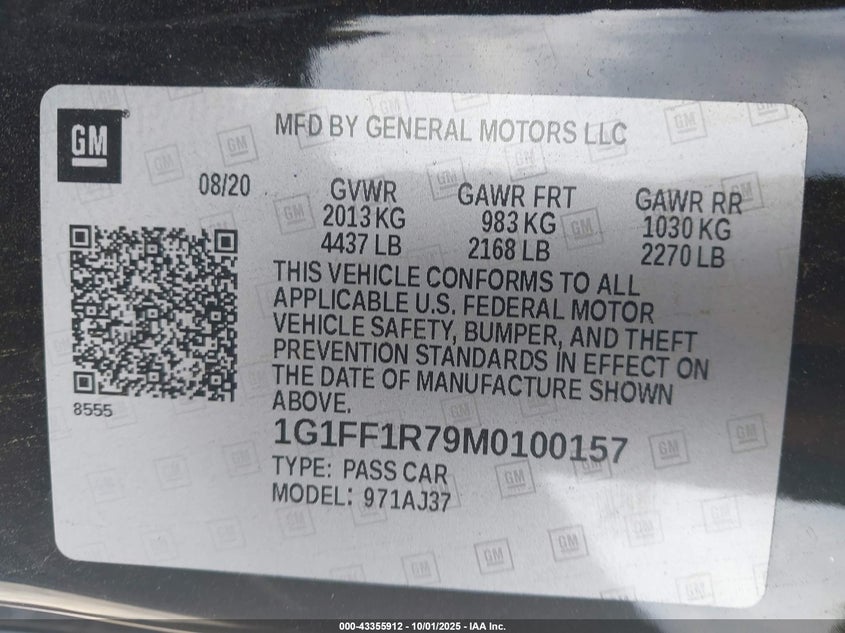 GM
MFD BY GENERAL MOTORS LLC
08/20
GVWR
2013 KG
4437 LB
GAWR FRT
983 KG
2168 LB
GAWR RR
1030 KG
2270 LB
THIS VEHICLE CONFORMS TO ALL
APPLICABLE U.S. FEDERAL MOTOR
VEHICLE SAFETY, BUMPER, AND THEFT
PREVENTION STANDARDS IN EFFECT ON
THE DATE OF MANUFACTURE SHOWN
ABOVE.
8555
1G1FF1R79M0100157
TYPE: PASS CAR
MODEL: 971AJ37
000-43355912 - 10/01/2025 - IAA Inc.